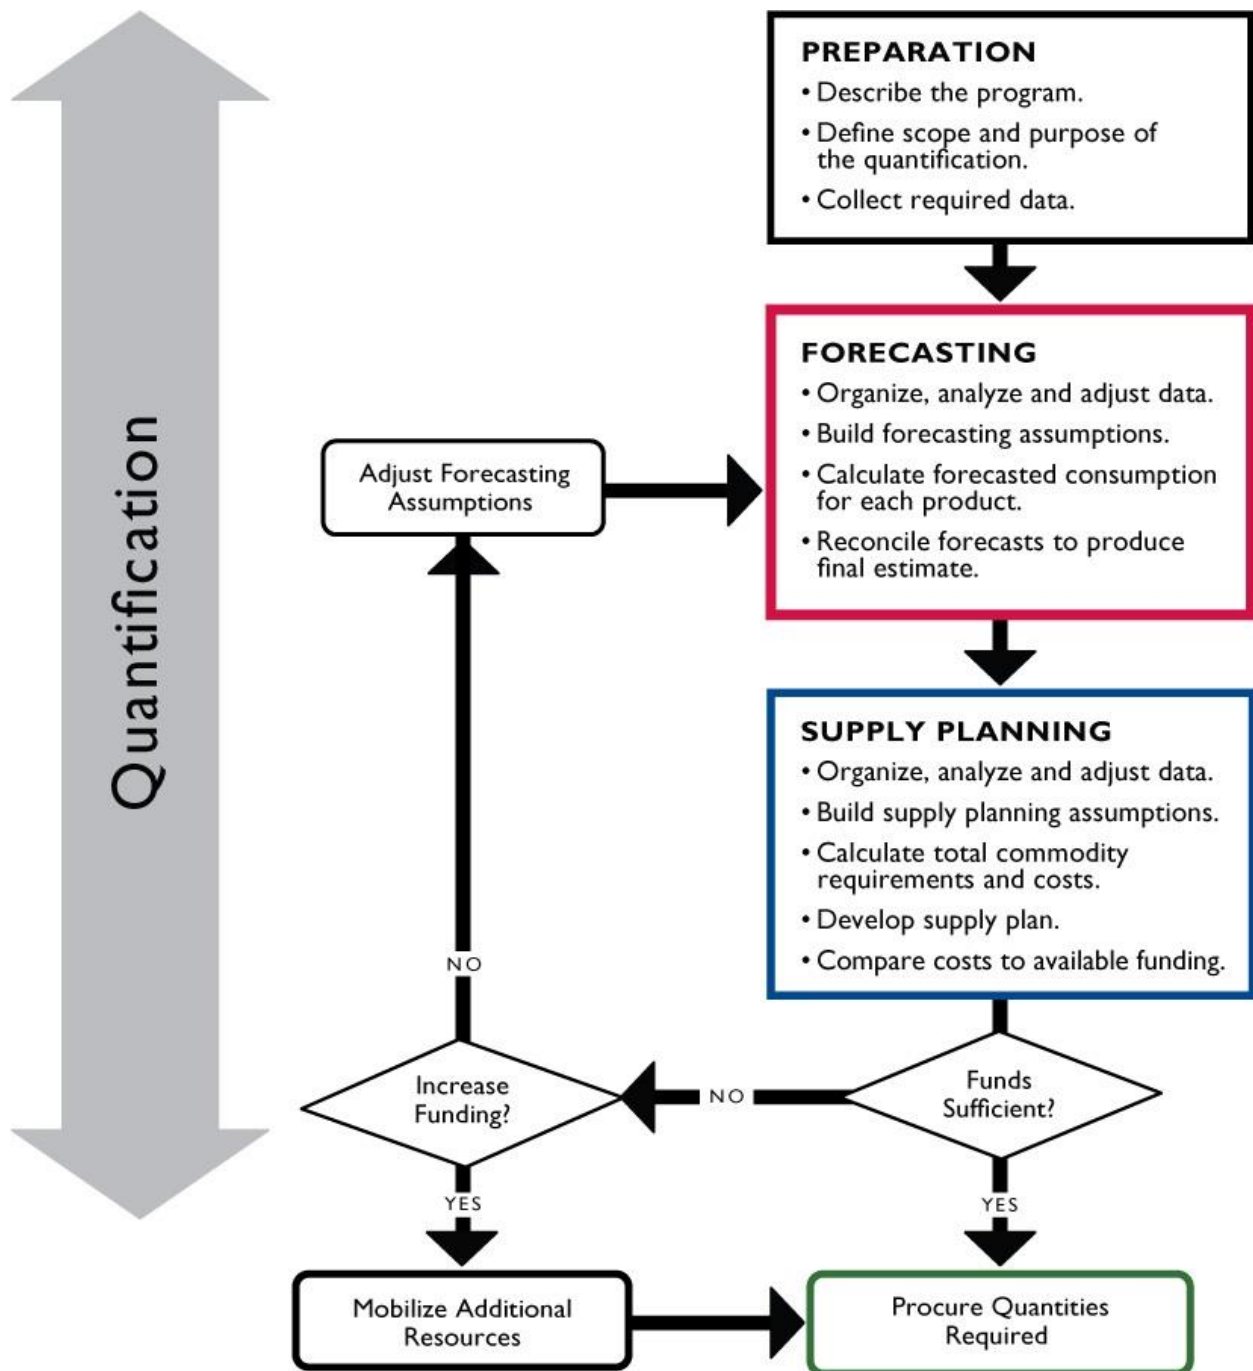 Quantification
PREPARATION
• Describe the program.
• Define scope and purpose of
the quantification.
• Collect required data.
FORECASTING
• Organize, analyze and adjust data.
• Build forecasting assumptions.
• Calculate forecasted consumption
for each product.
• Reconcile forecasts to produce
final estimate.
Adjust Forecasting
Assumptions
SUPPLY PLANNING
• Organize, analyze and adjust data.
• Build supply planning assumptions.
• Calculate total commodity
requirements and costs.
• Develop supply plan.
• Compare costs to available funding.
NO
Increase
Funding?
NO
Funds
Sufficient?
YES
YES
Mobilize Additional
Resources
Procure Quantities
Required